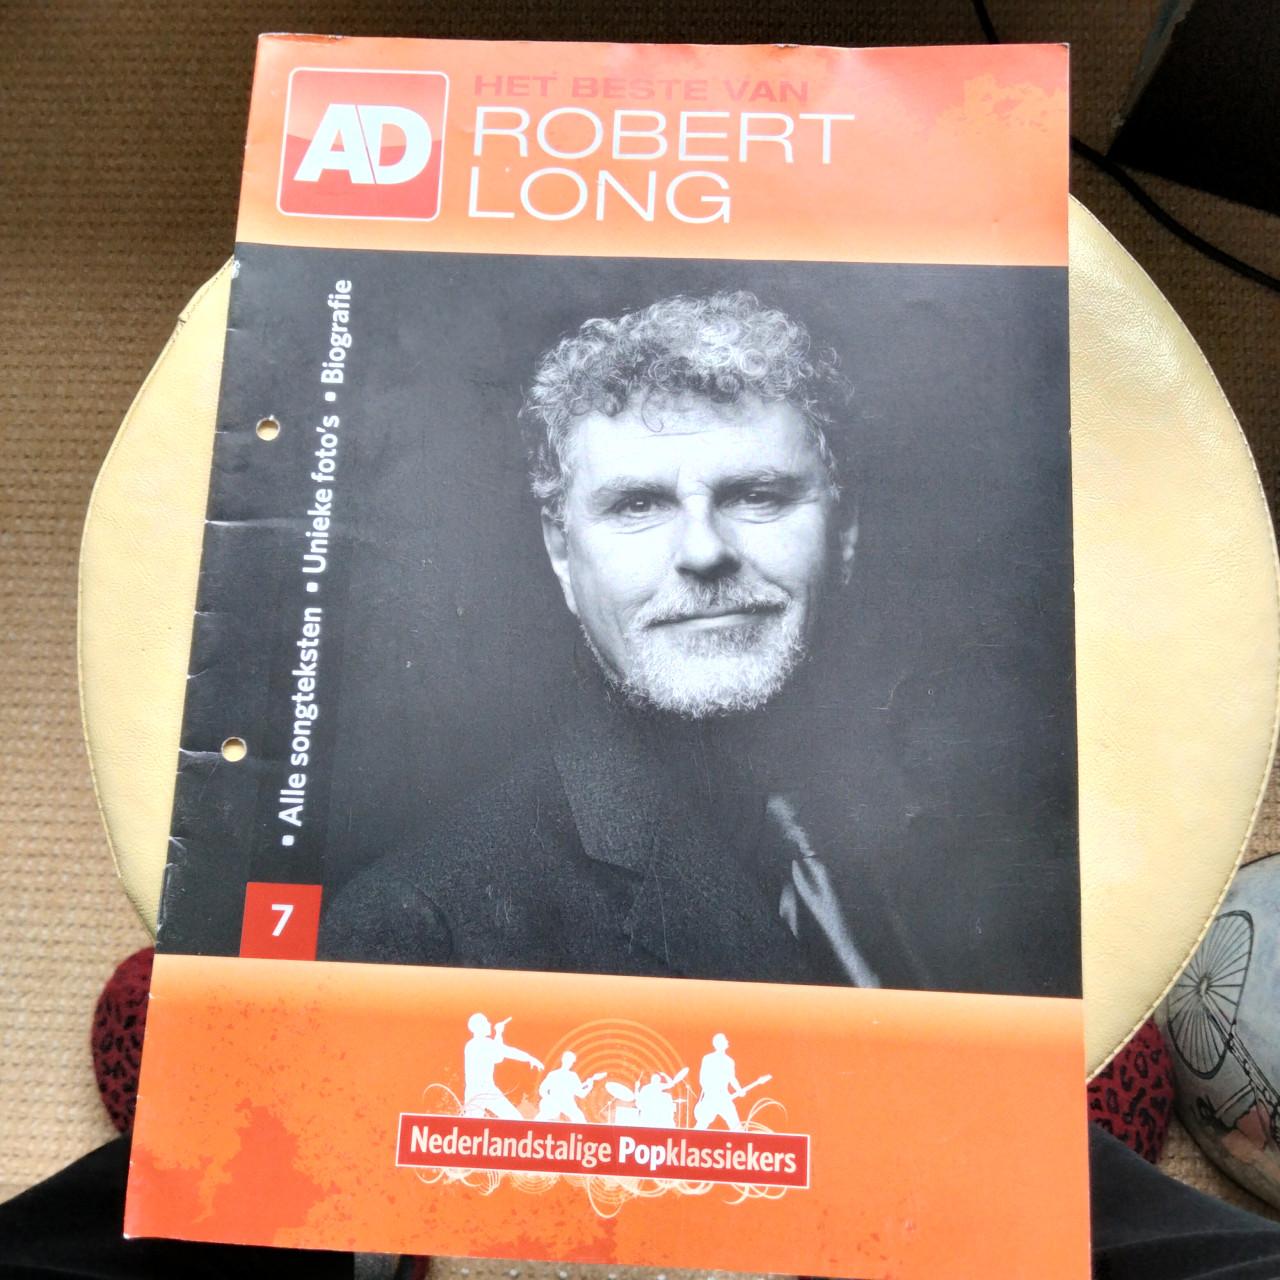 AD
HET BESTE VAN
ROBERT
LONG
• Alle songteksten • Unieke foto's • Biografie
7
Nederlandstalige Popklassiekers